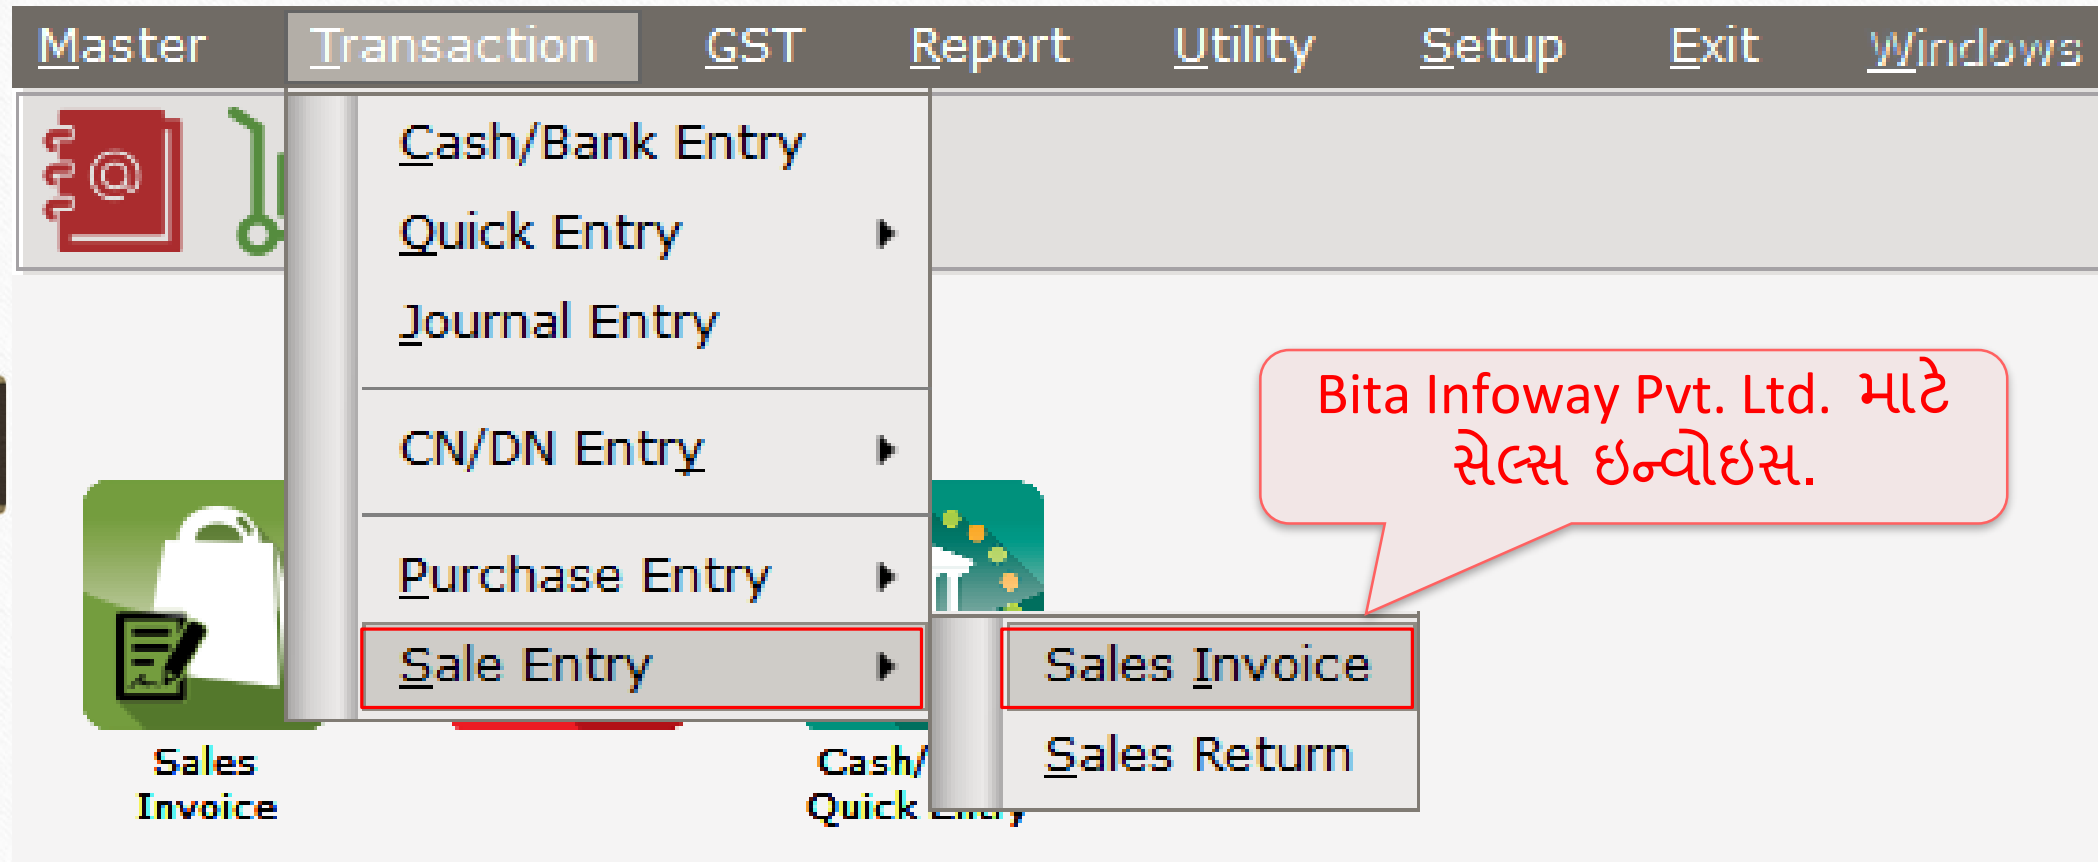 Master Transaction GST Report Utility Setup Exit Windows
Cash/Bank Entry
Quick Entry
Journal Entry
CN/DN Entry
Purchase Entry
Sale Entry
Bita Infoway Pvt. Ltd. માટે
સેલ્સ ઇન્વોઇસ.
Sales Invoice
Sales Return
Sales
Invoice
Cash/
Quick Entry